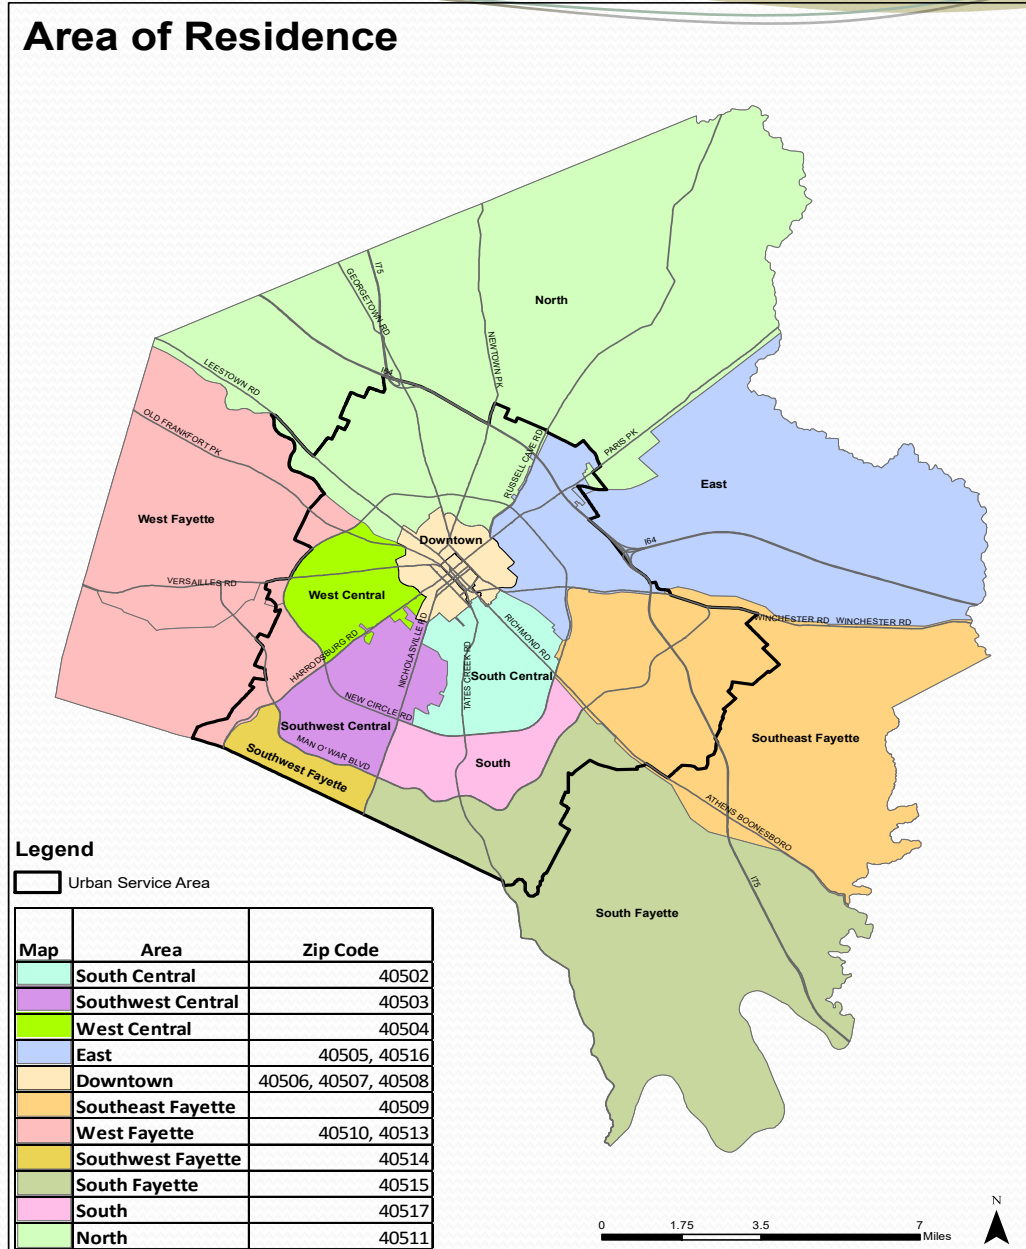 Area of Residence
North
I75
GEORGETOWN RD
NEWTOWN PK
I64
LEESTOWN RD
OLD FRANKFORT PK
RUSSELL CAVE RD
PARIS PK
East
West Fayette
Downtown
I64
VERSAILLES RD
West Central
WINCHESTER RD WINCHESTER RD
HARRODSBURG RD
NICHOLASVILLE RD
TATES CREEK RD
RICHMOND RD
South Central
NEW CIRCLE RD
Southwest Central
MAN O' WAR BLVD
Southeast Fayette
Southwest Fayette
South
ATHENS BOONESBORO
I75
South Fayette
Legend
Urban Service Area
Map Area Zip Code
South Central 40502
Southwest Central 40503
West Central 40504
East 40505, 40516
Downtown 40506, 40507, 40508
Southeast Fayette 40509
West Fayette 40510, 40513
Southwest Fayette 40514
South Fayette 40515
South 40517
North 40511
N
0 1.75 3.5 7
Miles